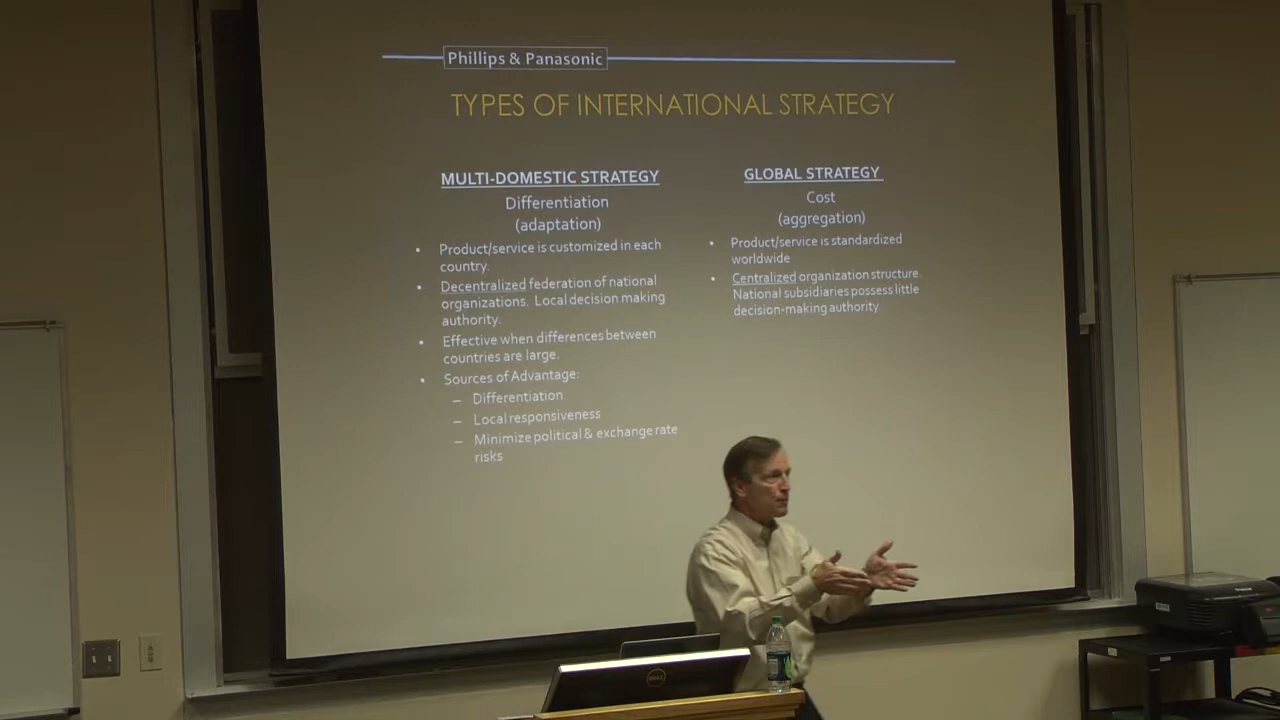 Phillips & Panasonic
TYPES OF INTERNATIONAL STRATEGY
MULTI-DOMESTIC STRATEGY
Differentiation
(adaptation)
• Product/service is customized in each
country.
• Decentralized federation of national
organizations. Local decision making
authority.
• Effective when differences between
countries are large.
• Sources of Advantage:
– Differentiation
– Local responsiveness
– Minimize political & exchange rate
risks
GLOBAL STRATEGY
Cost
(aggregation)
• Product/service is standardized
worldwide
• Centralized organization structure.
National subsidiaries possess little
decision-making authority
DELL